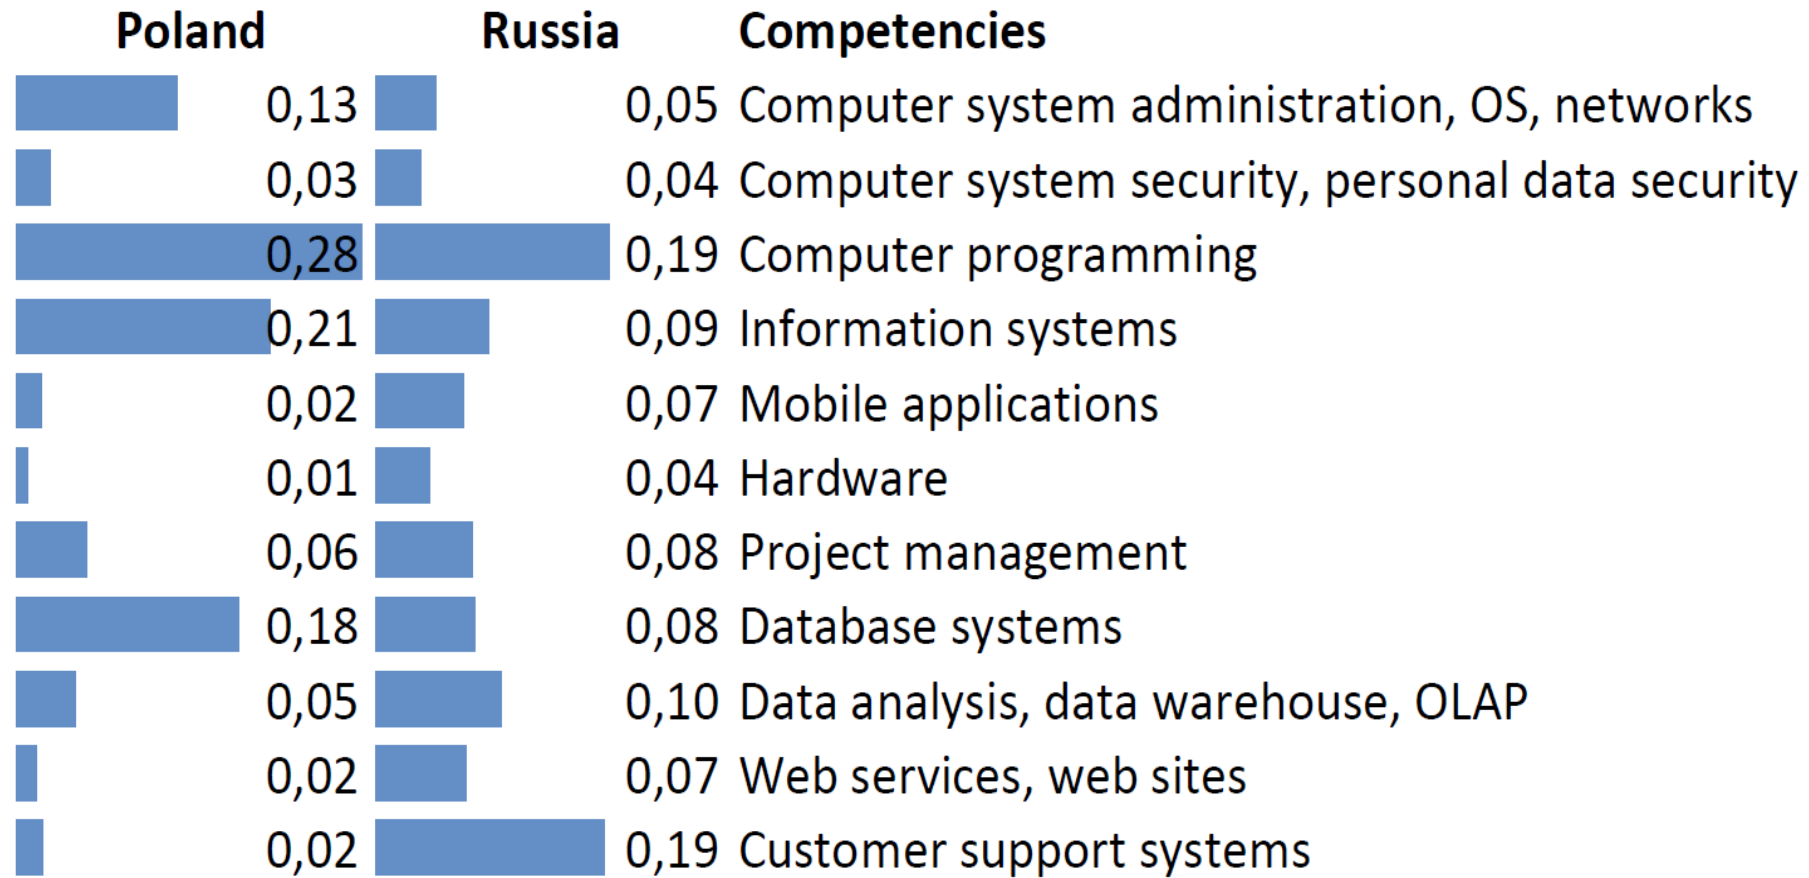 Poland Russia Competencies
0,13 0,05 Computer system administration, OS, networks
0,03 0,04 Computer system security, personal data security
0,28 0,19 Computer programming
0,21 0,09 Information systems
0,02 0,07 Mobile applications
0,01 0,04 Hardware
0,06 0,08 Project management
0,18 0,08 Database systems
0,05 0,10 Data analysis, data warehouse, OLAP
0,02 0,07 Web services, web sites
0,02 0,19 Customer support systems